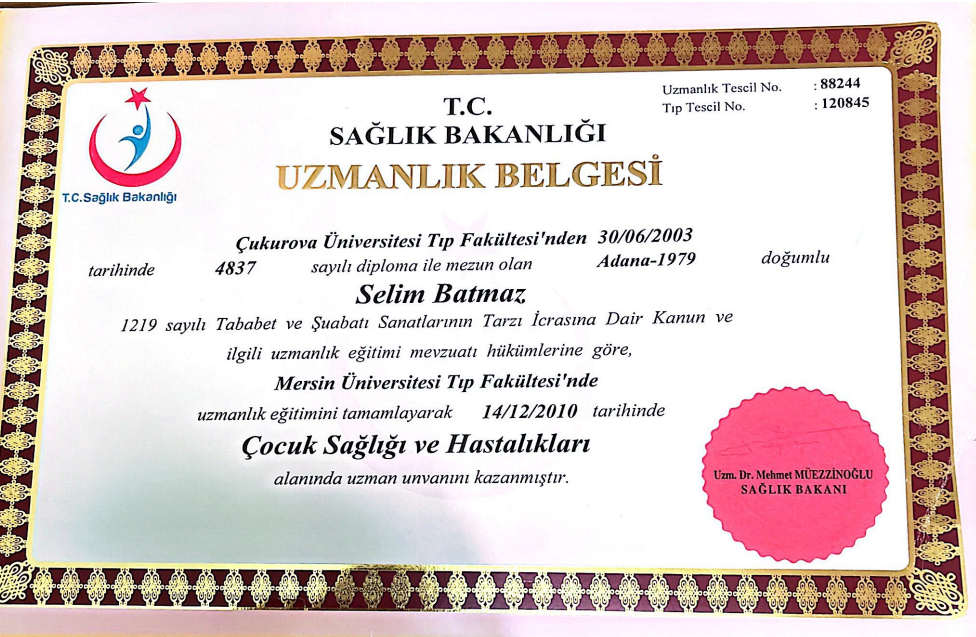 Uzmanlık Tescil No. : 88244
Tıp Tescil No. : 120845
T.C.
SAĞLIK BAKANLIĞI
UZMANLIK BELGESİ
T.C.Sağlık Bakanlığı
Çukurova Üniversitesi Tıp Fakültesi'nden 30/06/2003
tarihinde 4837 sayılı diploma ile mezun olan Adana-1979 doğumlu
Selim Batmaz
1219 sayılı Tababet ve Şuabatı Sanatlarının Tarzı İcrasına Dair Kanun ve
ilgili uzmanlık eğitimi mevzuatı hükümlerine göre,
Mersin Üniversitesi Tıp Fakültesi'nde
uzmanlık eğitimini tamamlayarak 14/12/2010 tarihinde
Çocuk Sağlığı ve Hastalıkları
alanında uzman unvanını kazanmıştır.
Uzm. Dr. Mehmet MÜEZZİNOĞLU
SAĞLIK BAKANI